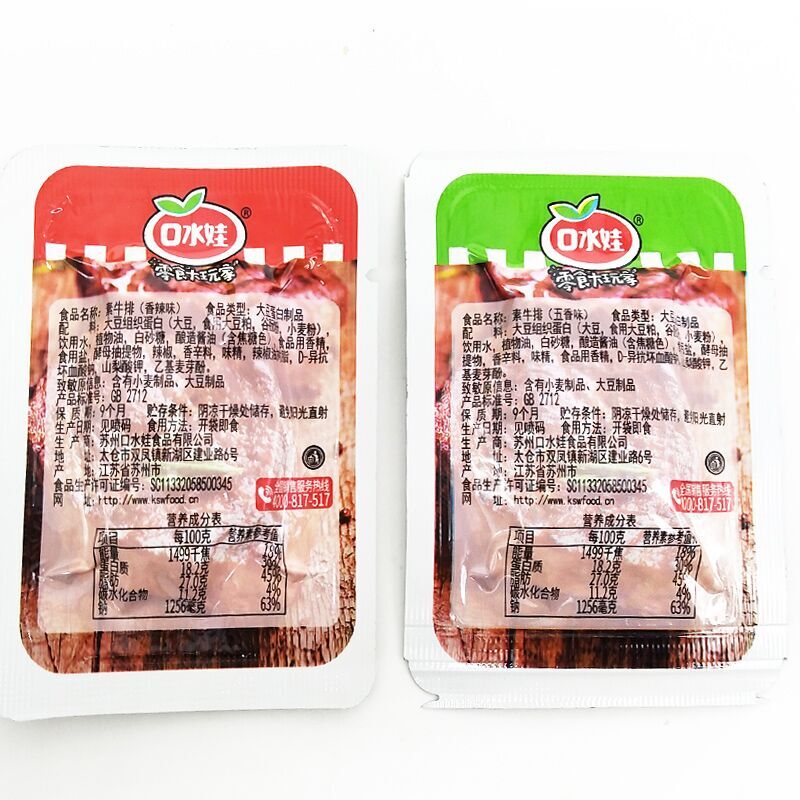 口水娃®
零食大玩家
食品名称: 素牛排(香辣味) 食品类型: 大豆蛋白制品
配 料: 大豆组织蛋白(大豆, 食用大豆粕, 谷朊粉, 小麦粉),
饮用水, 植物油, 白砂糖, 酿造酱油(含焦糖色), 食品用香精,
食用盐, 酵母抽提物, 辣椒, 香辛料, 味精, 辣椒油树脂, D-异抗
坏血酸钠, 山梨酸钾, 乙基麦芽酚。
致敏原信息: 含有小麦制品、大豆制品
产品标准号: GB 2712
保 质 期: 9个月 贮存条件: 阴凉干燥处储存, 避免阳光直射
生产日期: 见喷码 食用方法: 开袋即食
生 产 商: 苏州口水娃食品有限公司
地 址: 太仓市双凤镇新湖区建业路6号
产 地: 江苏省苏州市
食品生产许可证编号: SC11332058500345
网 址: http://www.kswfood.cn
全国销售服务热线
4000-817-517
营养成分表
项目 每100克 营养素参考值%
能量 1499千焦 18%
蛋白质 18.2克 30%
脂肪 27.0克 45%
碳水化合物 11.2克 4%
钠 1256毫克 63%
口水娃®
零食大玩家
食品名称: 素牛排(五香味) 食品类型: 大豆蛋白制品
配 料: 大豆组织蛋白(大豆, 食用大豆粕, 谷朊粉, 小麦粉),
饮用水, 植物油, 白砂糖, 酿造酱油(含焦糖色), 食用盐, 酵母抽
提物, 香辛料, 味精, 食品用香精, D-异抗坏血酸钠, 山梨酸钾, 乙
基麦芽酚。
致敏原信息: 含有小麦制品、大豆制品
产品标准号: GB 2712
保 质 期: 9个月 贮存条件: 阴凉干燥处储存, 避免阳光直射
生产日期: 见喷码 食用方法: 开袋即食
生 产 商: 苏州口水娃食品有限公司
地 址: 太仓市双凤镇新湖区建业路6号
产 地: 江苏省苏州市
食品生产许可证编号: SC11332058500345
网 址: http://www.kswfood.cn
全国销售服务热线
4000-817-517
营养成分表
项目 每100克 营养素参考值%
能量 1499千焦 18%
蛋白质 18.2克 30%
脂肪 27.0克 45%
碳水化合物 11.2克 4%
钠 1256毫克 63%